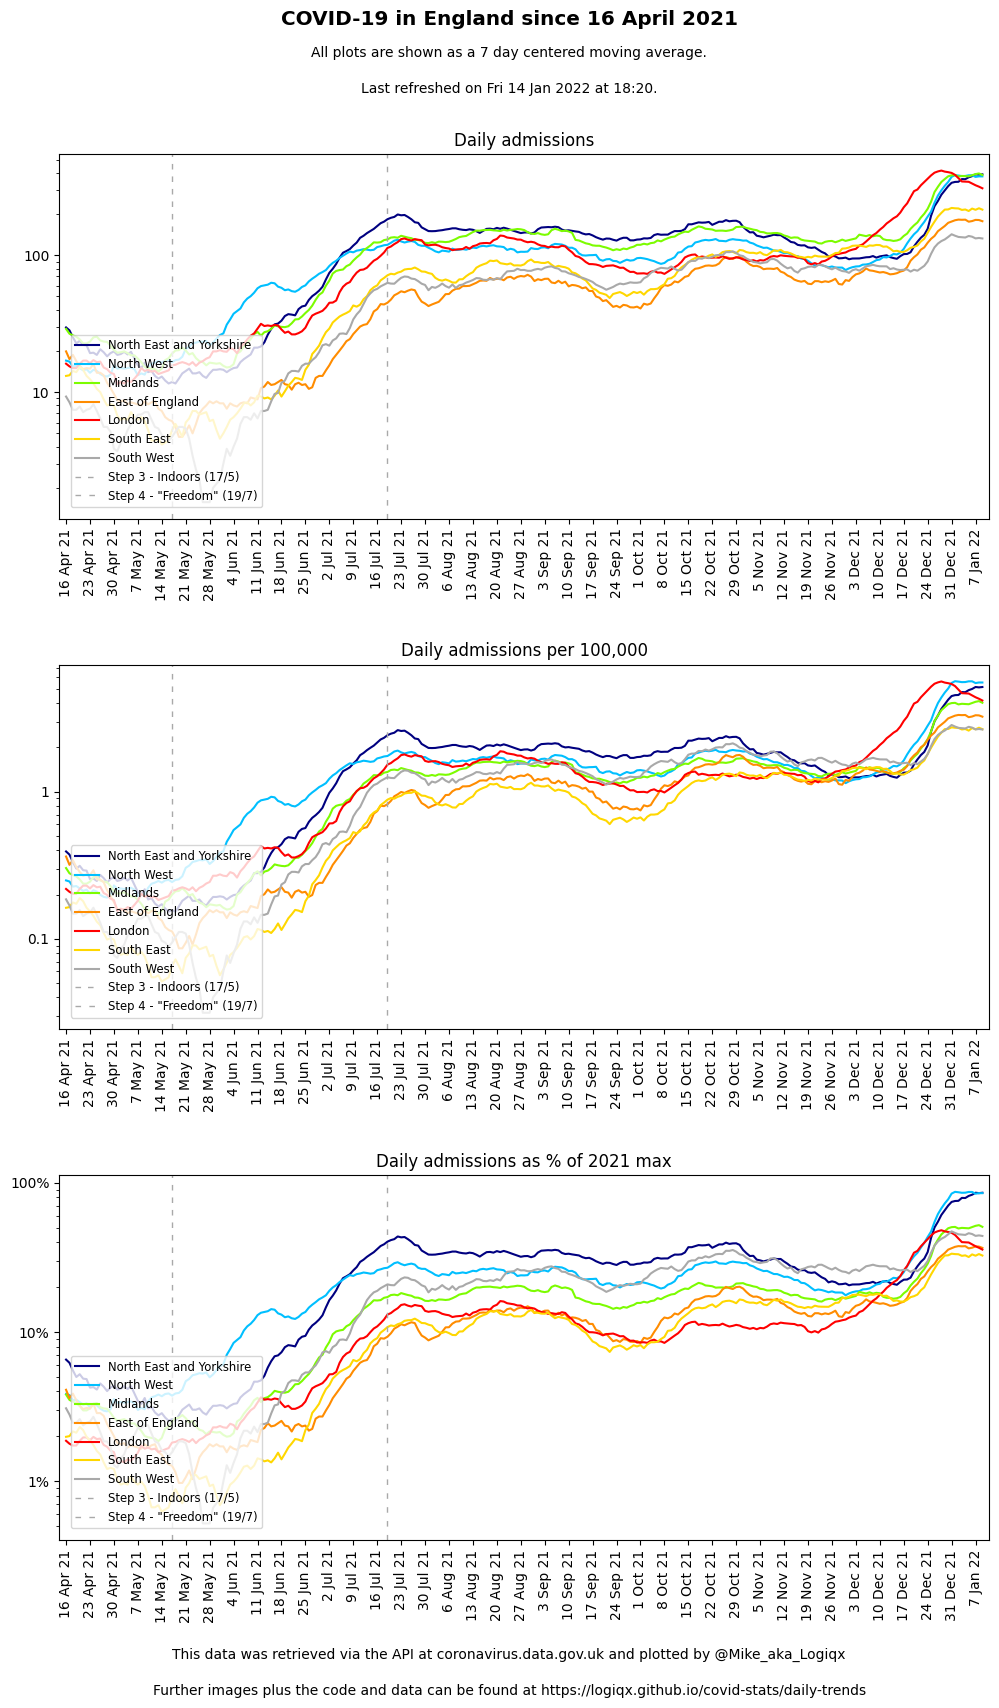 COVID-19 in England since 16 April 2021
All plots are shown as a 7 day centered moving average.
Last refreshed on Fri 14 Jan 2022 at 18:20.
Daily admissions
100
10
North East and Yorkshire
North West
Midlands
East of England
London
South East
South West
Step 3 - Indoors (17/5)
Step 4 - "Freedom" (19/7)
16 Apr 21
23 Apr 21
30 Apr 21
7 May 21
14 May 21
21 May 21
28 May 21
4 Jun 21
11 Jun 21
18 Jun 21
25 Jun 21
2 Jul 21
9 Jul 21
16 Jul 21
23 Jul 21
30 Jul 21
6 Aug 21
13 Aug 21
20 Aug 21
27 Aug 21
3 Sep 21
10 Sep 21
17 Sep 21
24 Sep 21
1 Oct 21
8 Oct 21
15 Oct 21
22 Oct 21
29 Oct 21
5 Nov 21
12 Nov 21
19 Nov 21
26 Nov 21
3 Dec 21
10 Dec 21
17 Dec 21
24 Dec 21
31 Dec 21
7 Jan 22
Daily admissions per 100,000
1
0.1
North East and Yorkshire
North West
Midlands
East of England
London
South East
South West
Step 3 - Indoors (17/5)
Step 4 - "Freedom" (19/7)
16 Apr 21
23 Apr 21
30 Apr 21
7 May 21
14 May 21
21 May 21
28 May 21
4 Jun 21
11 Jun 21
18 Jun 21
25 Jun 21
2 Jul 21
9 Jul 21
16 Jul 21
23 Jul 21
30 Jul 21
6 Aug 21
13 Aug 21
20 Aug 21
27 Aug 21
3 Sep 21
10 Sep 21
17 Sep 21
24 Sep 21
1 Oct 21
8 Oct 21
15 Oct 21
22 Oct 21
29 Oct 21
5 Nov 21
12 Nov 21
19 Nov 21
26 Nov 21
3 Dec 21
10 Dec 21
17 Dec 21
24 Dec 21
31 Dec 21
7 Jan 22
Daily admissions as % of 2021 max
100%
10%
1%
North East and Yorkshire
North West
Midlands
East of England
London
South East
South West
Step 3 - Indoors (17/5)
Step 4 - "Freedom" (19/7)
16 Apr 21
23 Apr 21
30 Apr 21
7 May 21
14 May 21
21 May 21
28 May 21
4 Jun 21
11 Jun 21
18 Jun 21
25 Jun 21
2 Jul 21
9 Jul 21
16 Jul 21
23 Jul 21
30 Jul 21
6 Aug 21
13 Aug 21
20 Aug 21
27 Aug 21
3 Sep 21
10 Sep 21
17 Sep 21
24 Sep 21
1 Oct 21
8 Oct 21
15 Oct 21
22 Oct 21
29 Oct 21
5 Nov 21
12 Nov 21
19 Nov 21
26 Nov 21
3 Dec 21
10 Dec 21
17 Dec 21
24 Dec 21
31 Dec 21
7 Jan 22
This data was retrieved via the API at coronavirus.data.gov.uk and plotted by @Mike_aka_Logiqx
Further images plus the code and data can be found at https://logiqx.github.io/covid-stats/daily-trends